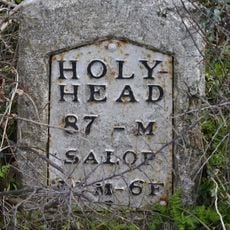 HOLY-
HEAD
87 - M
SALOP
M-6F